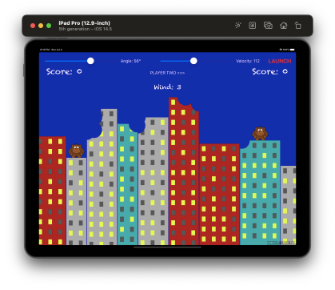 iPad Pro (12.9-inch)
5th generation – iOS 14.5
Angle: 68°
Velocity: 112
LAUNCH
Score: 0
PLAYER TWO >>>
Score: 0
Wind: 3